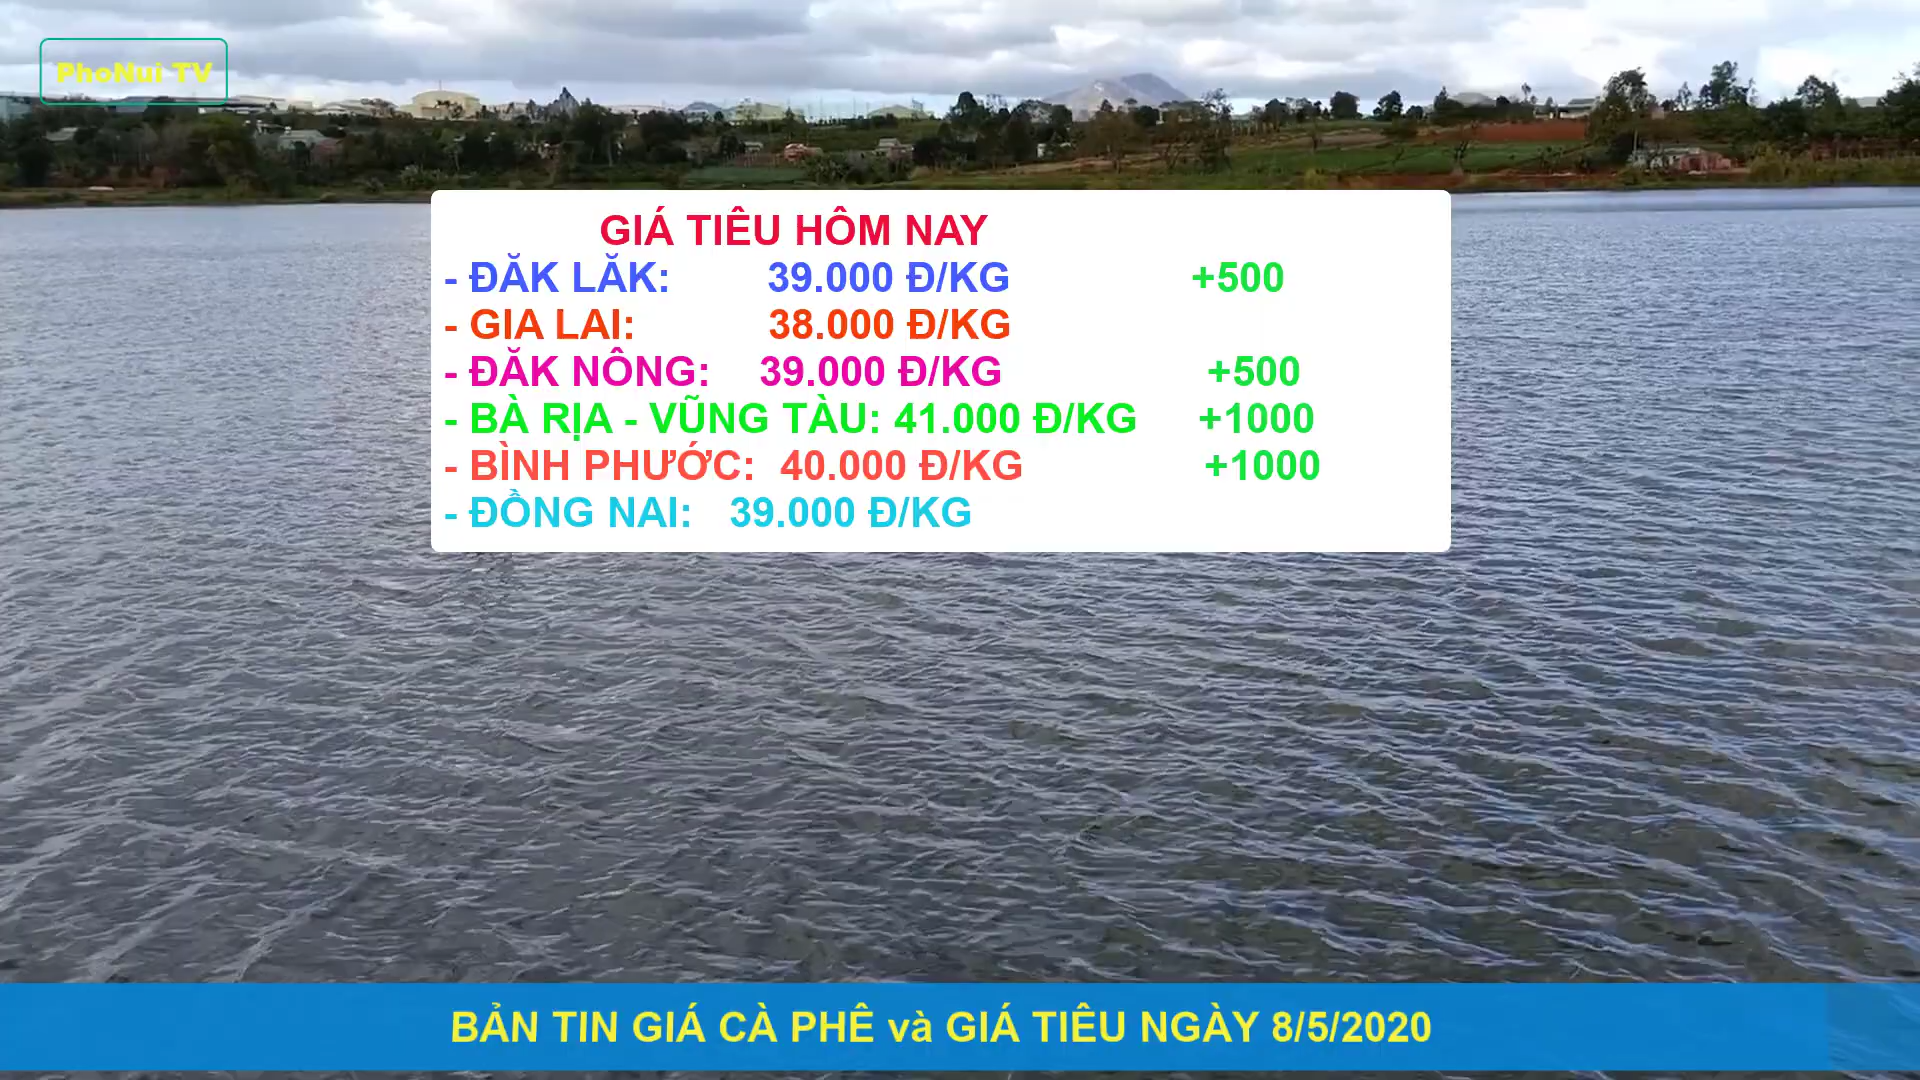 PhoNui TV
GIÁ TIÊU HÔM NAY
- ĐĂK LĂK: 39.000 Đ/KG +500
- GIA LAI: 38.000 Đ/KG
- ĐĂK NÔNG: 39.000 Đ/KG +500
- BÀ RỊA - VŨNG TÀU: 41.000 Đ/KG +1000
- BÌNH PHƯỚC: 40.000 Đ/KG +1000
- ĐỒNG NAI: 39.000 Đ/KG
BẢN TIN GIÁ CÀ PHÊ và GIÁ TIÊU NGÀY 8/5/2020